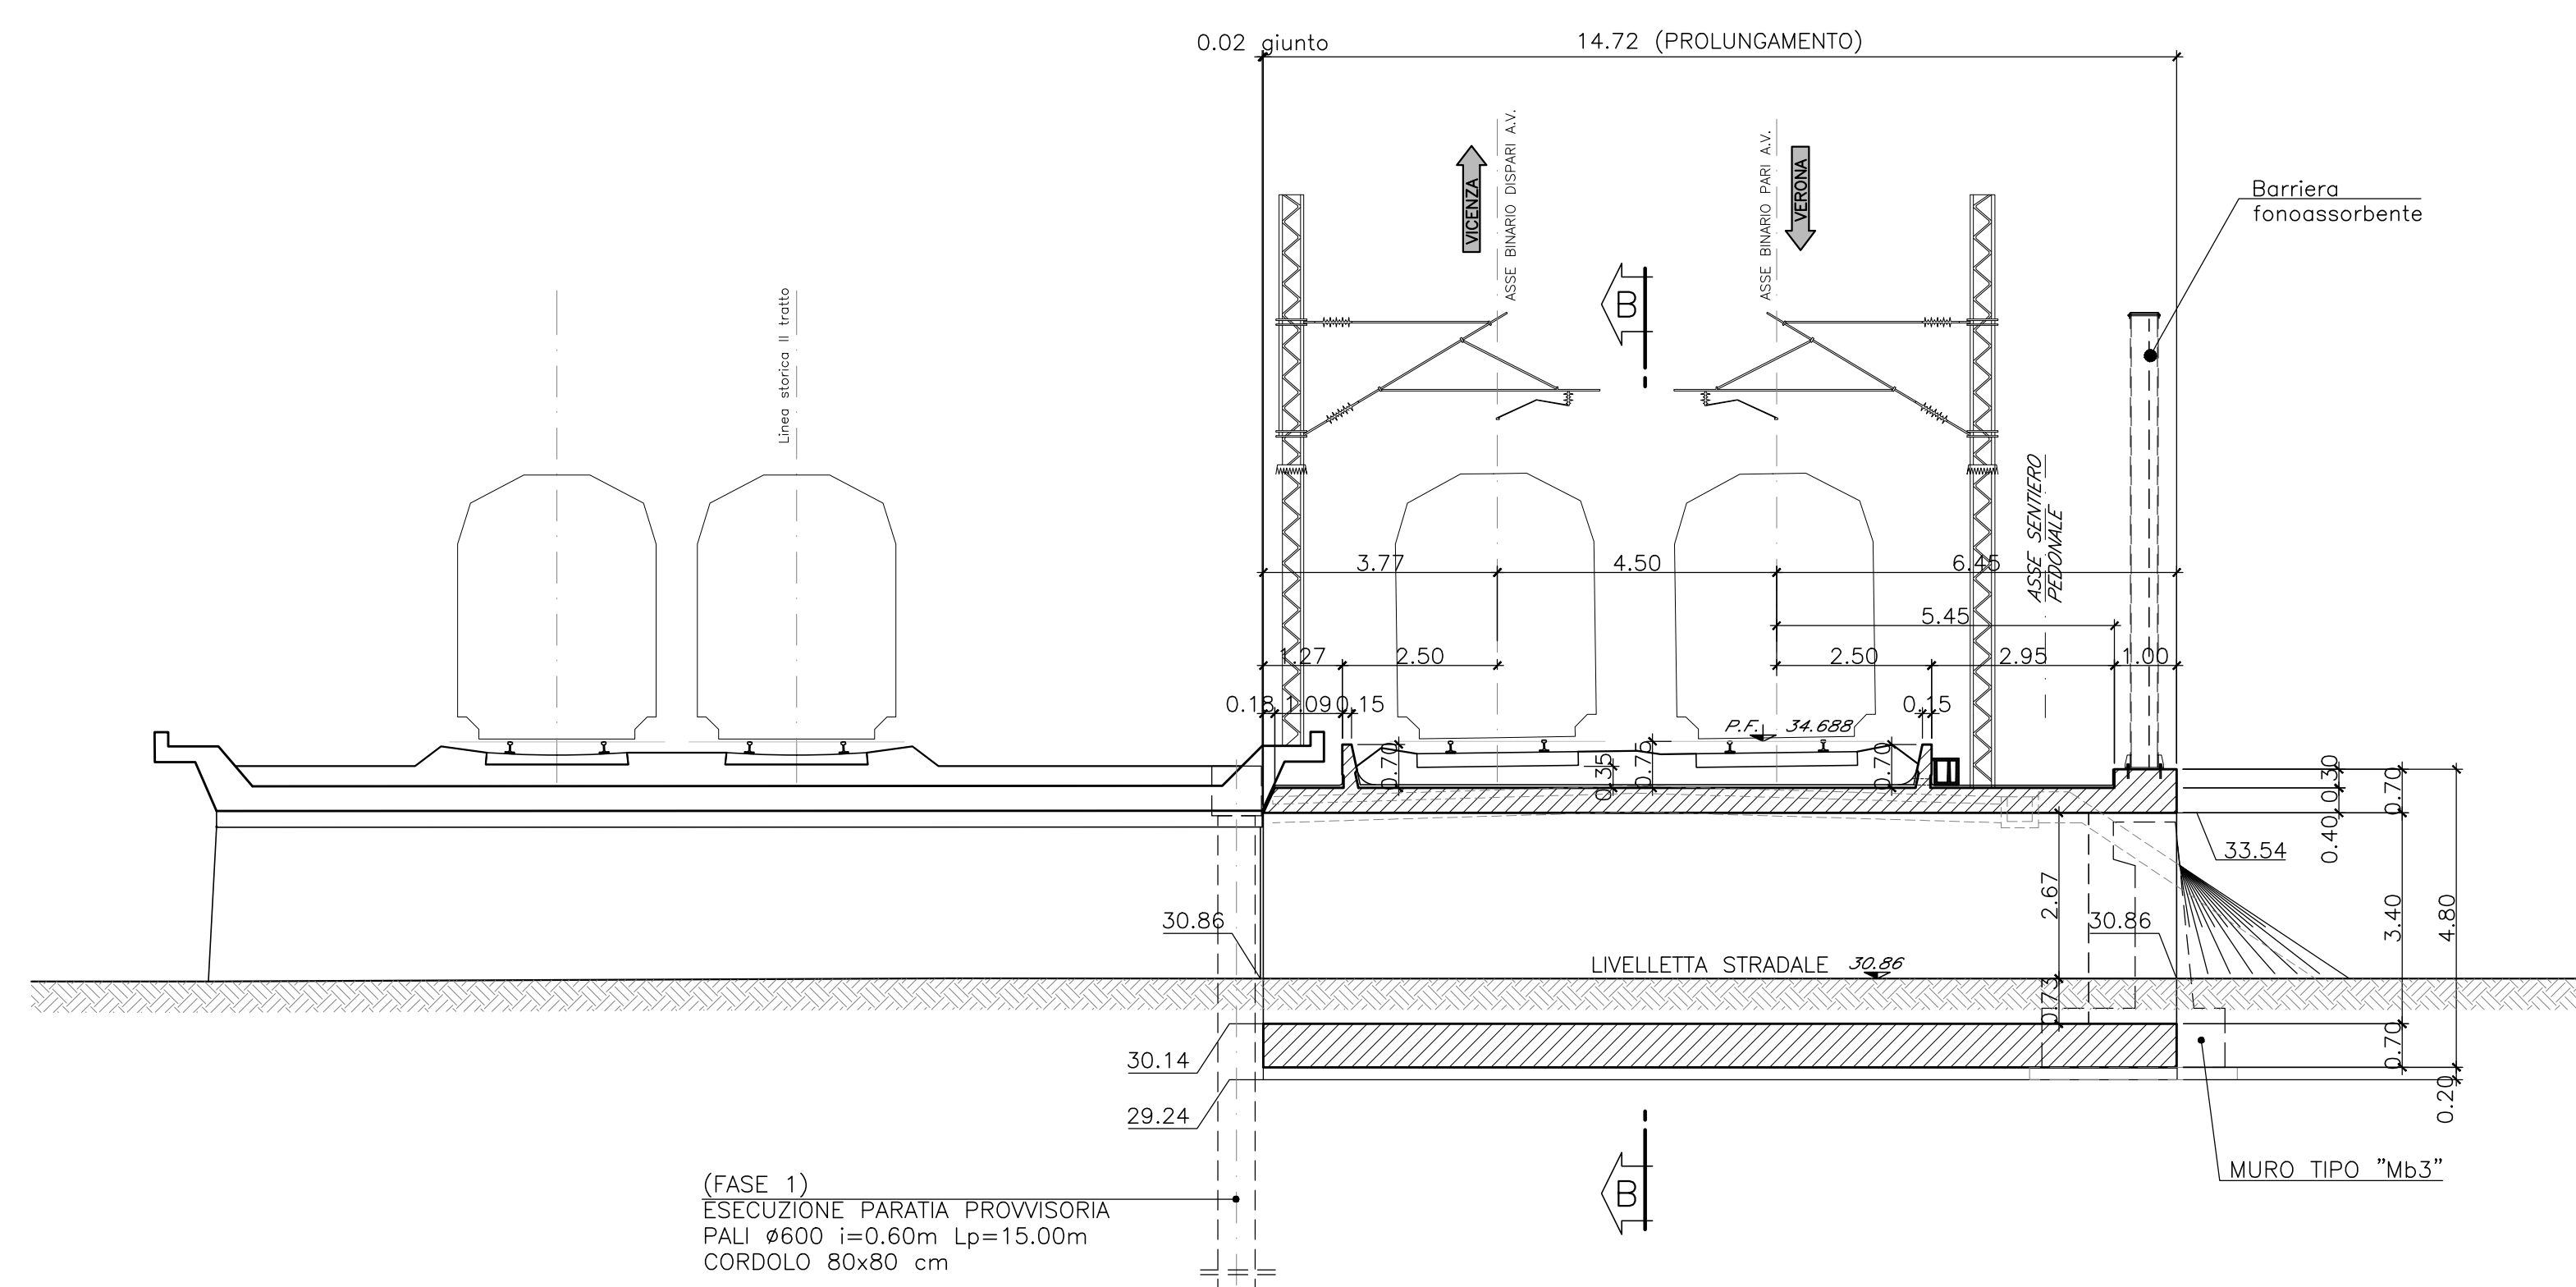 0.02 giunto
14.72 (PROLUNGAMENTO)
VICENZA
ASSE BINARIO DISPARI A.V.
ASSE BINARIO PARI A.V.
VERONA
Barriera
fonoassorbente
B
Linea storica II tratto
ASSE SENTIERO
PEDONALE
3.77
4.50
6.45
5.45
1.27
2.50
2.50
2.95
1.00
0.18
1.09
0.15
0.15
P.F. 34.688
0.70
0.35
0.75
0.70
0.30
0.70
0.40
33.54
2.67
30.86
30.86
3.40
4.80
LIVELLETTA STRADALE 30.86
0.73
30.14
0.70
29.24
0.20
MURO TIPO "Mb3"
B
(FASE 1)
ESECUZIONE PARATIA PROVVISORIA
PALI ø600 i=0.60m Lp=15.00m
CORDOLO 80x80 cm